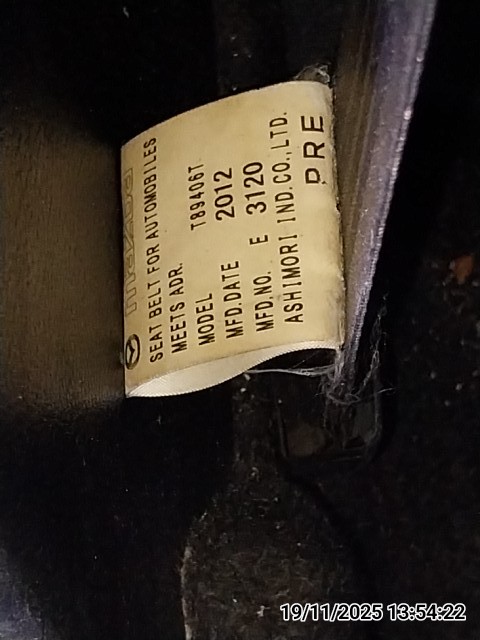 mazda
SEAT BELT FOR AUTOMOBILES
MEETS ADR.
MODEL T89406T
MFD.DATE 2012
MFD.NO. E 3120
ASHIMORI IND.CO.,LTD.
PRE
19/11/2025 13:54:22